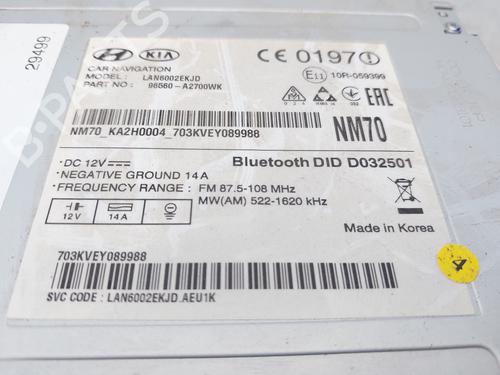 29499
HYUNDAI KIA
CAR NAVIGATION
MODEL : LAN6002EKJD
PART NO : 96560-A2700WK
CE 0197
E11 10R-059399
EAC
NM70_KA2H0004_703KVEY089988
NM70
DC 12V
NEGATIVE GROUND 14A
FREQUENCY RANGE : FM 87.5-108 MHz
MW(AM) 522-1620 kHz
Bluetooth DID D032501
12V 14A
Made in Korea
703KVEY089988
4
SVC CODE : LAN6002EKJD.AEU1K
B-PARTS